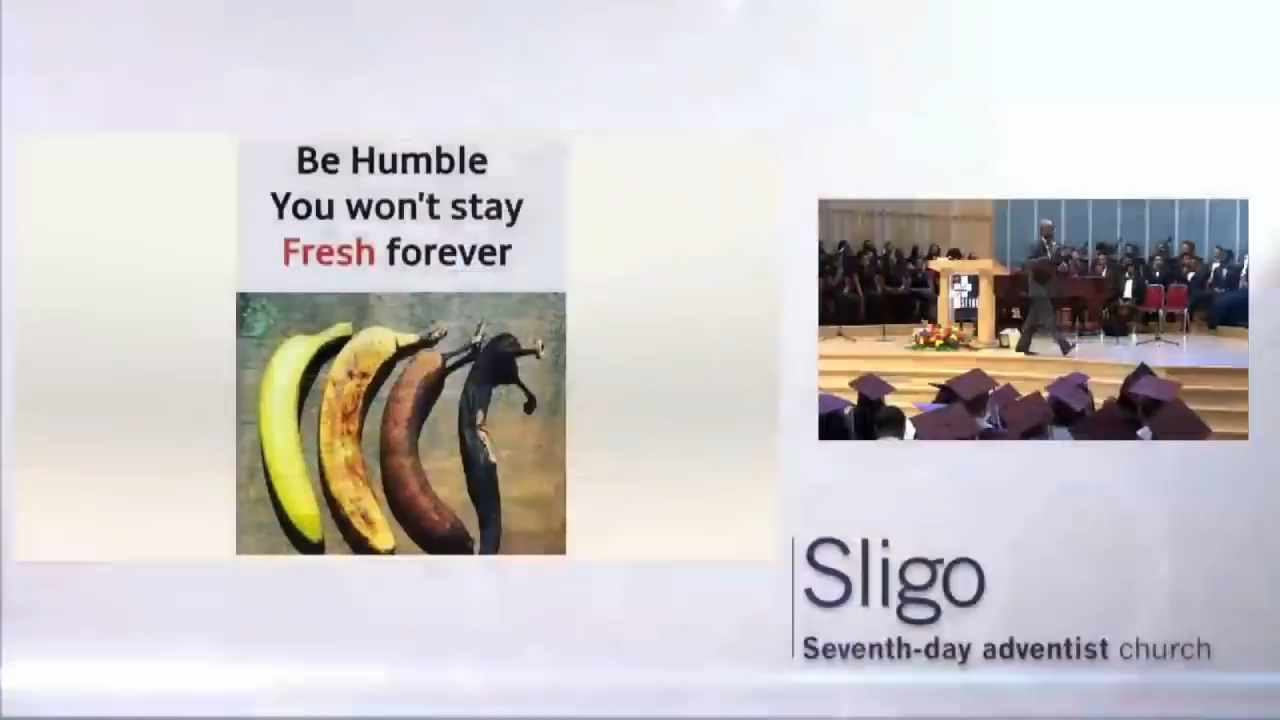 Be Humble
You won't stay
Fresh forever
Sligo
Seventh-day adventist church